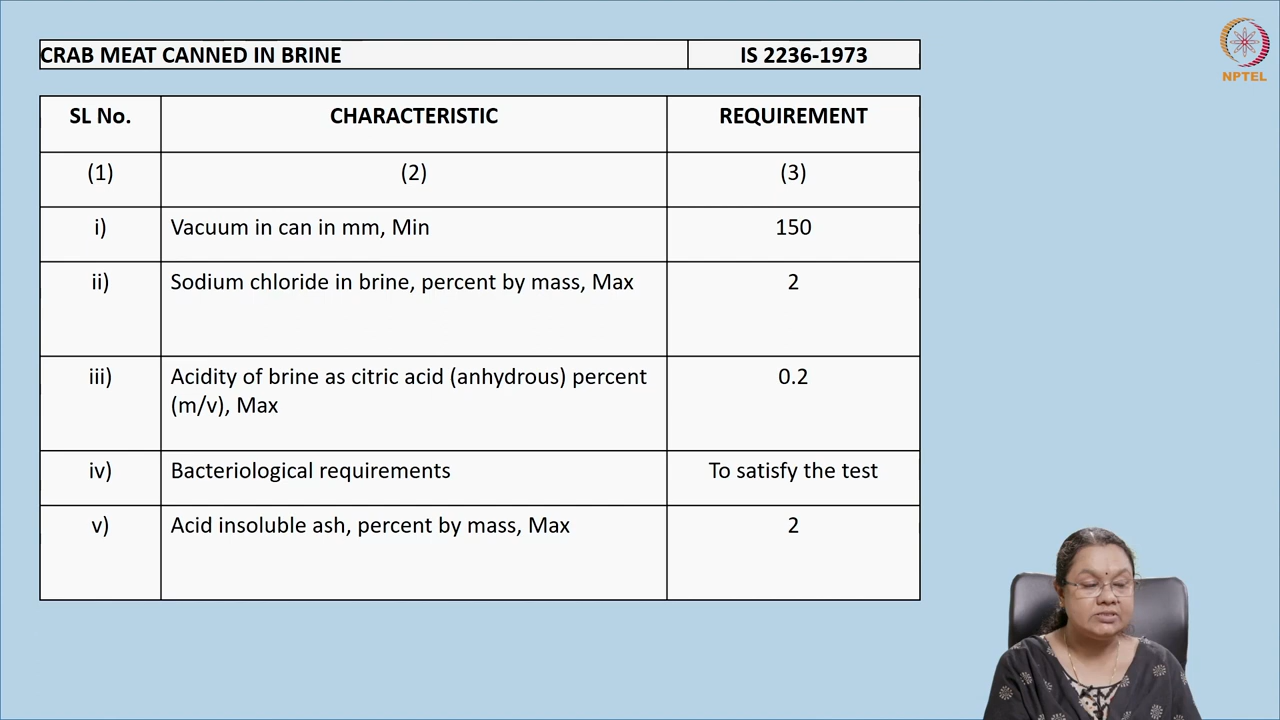 CRAB MEAT CANNED IN BRINE IS 2236-1973
NPTEL
SL No. CHARACTERISTIC REQUIREMENT
(1) (2) (3)
i) Vacuum in can in mm, Min 150
ii) Sodium chloride in brine, percent by mass, Max 2
iii) Acidity of brine as citric acid (anhydrous) percent 0.2
(m/v), Max
iv) Bacteriological requirements To satisfy the test
v) Acid insoluble ash, percent by mass, Max 2